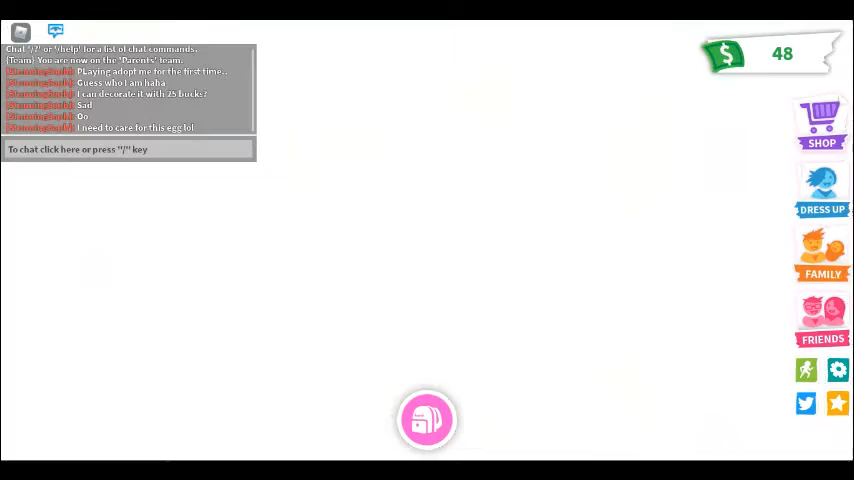 Chat '/?' or '/help' for a list of chat commands.
{Team} You are now on the 'Parents' team.
PLaying adopt me for the first time..
Guess who I am haha
I can decorate it with 25 bucks?
Sad
Oo
I need to care for this egg lol
To chat click here or press "/" key
48
SHOP
DRESS UP
FAMILY
FRIENDS